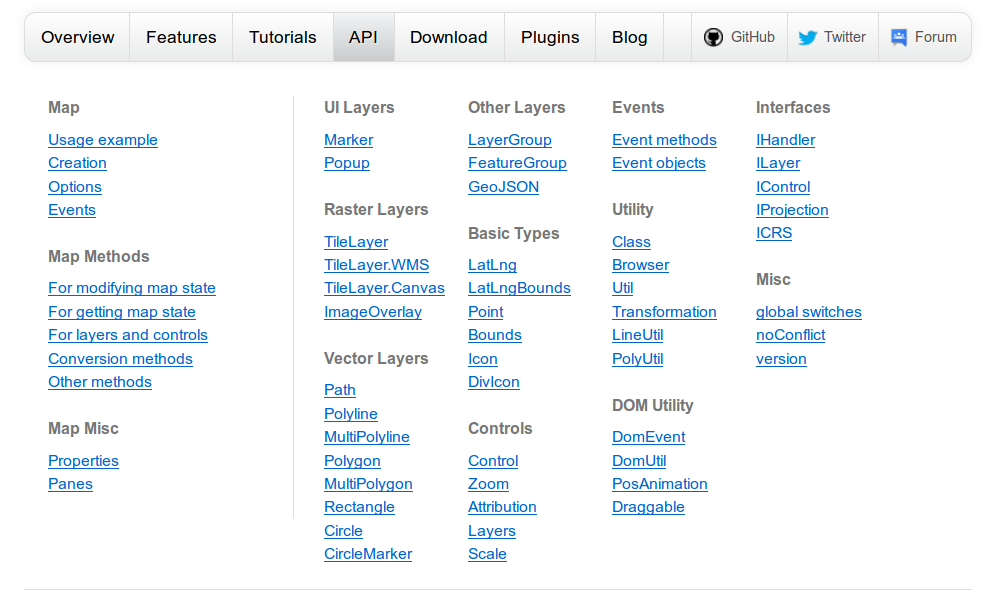 Overview
Features
Tutorials
API
Download
Plugins
Blog
GitHub
Twitter
Forum
Map
Usage example
Creation
Options
Events
Map Methods
For modifying map state
For getting map state
For layers and controls
Conversion methods
Other methods
Map Misc
Properties
Panes
UI Layers
Marker
Popup
Raster Layers
TileLayer
TileLayer.WMS
TileLayer.Canvas
ImageOverlay
Vector Layers
Path
Polyline
MultiPolyline
Polygon
MultiPolygon
Rectangle
Circle
CircleMarker
Other Layers
LayerGroup
FeatureGroup
GeoJSON
Basic Types
LatLng
LatLngBounds
Point
Bounds
Icon
DivIcon
Controls
Control
Zoom
Attribution
Layers
Scale
Events
Event methods
Event objects
Utility
Class
Browser
Util
Transformation
LineUtil
PolyUtil
DOM Utility
DomEvent
DomUtil
PosAnimation
Draggable
Interfaces
IHandler
ILayer
IControl
IProjection
ICRS
Misc
global switches
noConflict
version